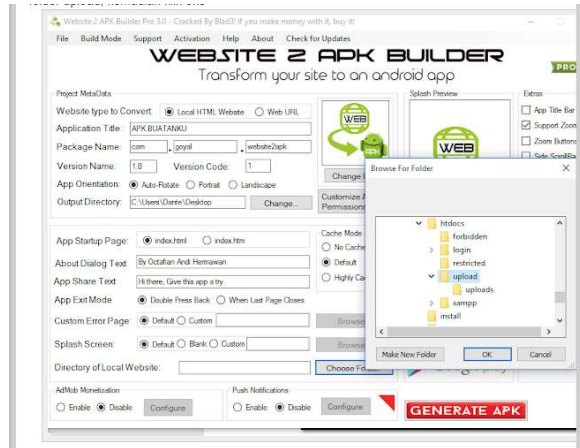 Website 2 APK Builder Pro 3.0 - Cracked By Blad3! If you make money with it, buy it!
File Build Mode Support Activation Help About Check for Updates
WEBSITE 2 APK BUILDER
Transform your site to an android app
PRO
Project MetaData
Website type to Convert: Local HTML Website Web URL
Application Title: APK BUATANKU
Package Name: com . goyal . website2apk
Version Name: 1.0 Version Code: 1
App Orientation: Auto-Rotate Portrait Landscape
Output Directory: C:\Users\Dante\Desktop Change...
WEB
Change
Customize
Permissions
Splash Preview
WEB
Extras
App Title Bar
Support Zoom
Zoom Buttons
Side ScrollBa
Browse For Folder
htdocs
forbidden
login
restricted
upload
uploads
xampp
install
Make New Folder OK Cancel
App Startup Page: index.html index.htm
About Dialog Text: By Octafian Andi Hermawan
App Share Text Hi there, Give this app a try.
App Exit Mode Double Press Back When Last Page Closes
Custom Error Page: Default Custom Browse
Splash Screen: Default Blank Custom Browse
Directory of Local Website: Choose Fo
Cache Mode
No Cache
Default
Highly Ca
AdMob Monetization
Enable Disable Configure
Push Notifications
Enable Disable Configure
GENERATE APK